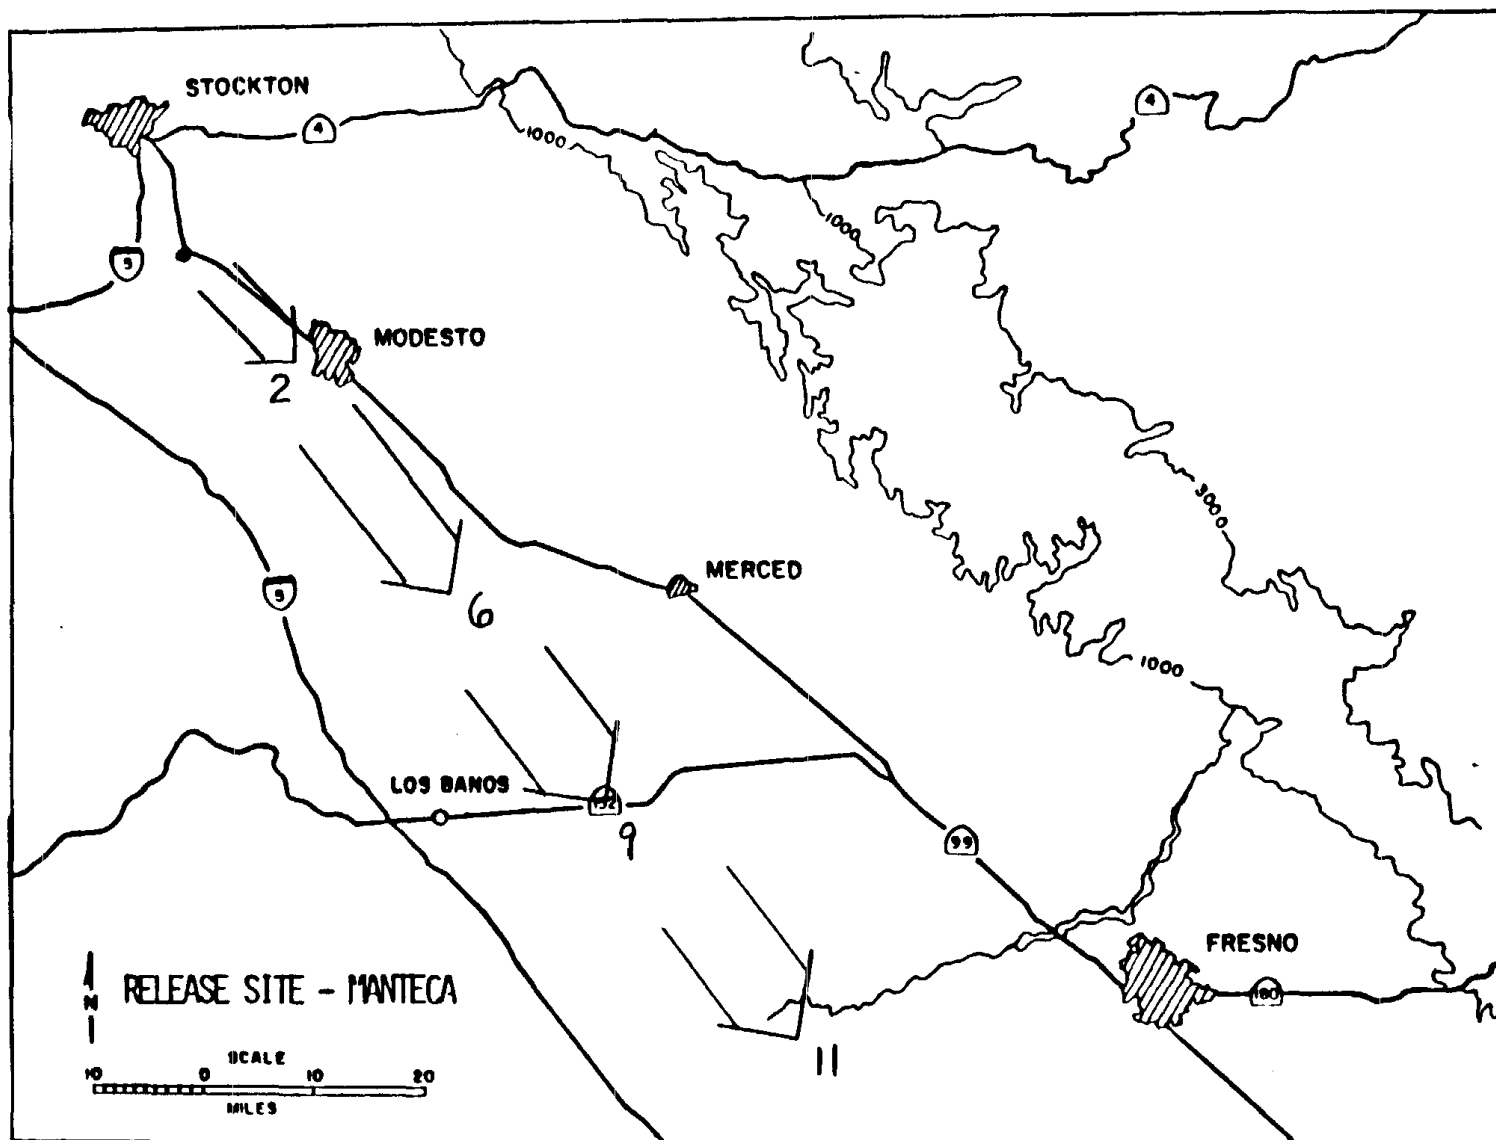 STOCKTON
4
4
1000
1000
5
MODESTO
2
3000
5
MERCED
6
1000
LOS BANOS
152
9
99
FRESNO
180
RELEASE SITE - MANTECA
N
11
SCALE
10 0 10 20
MILES